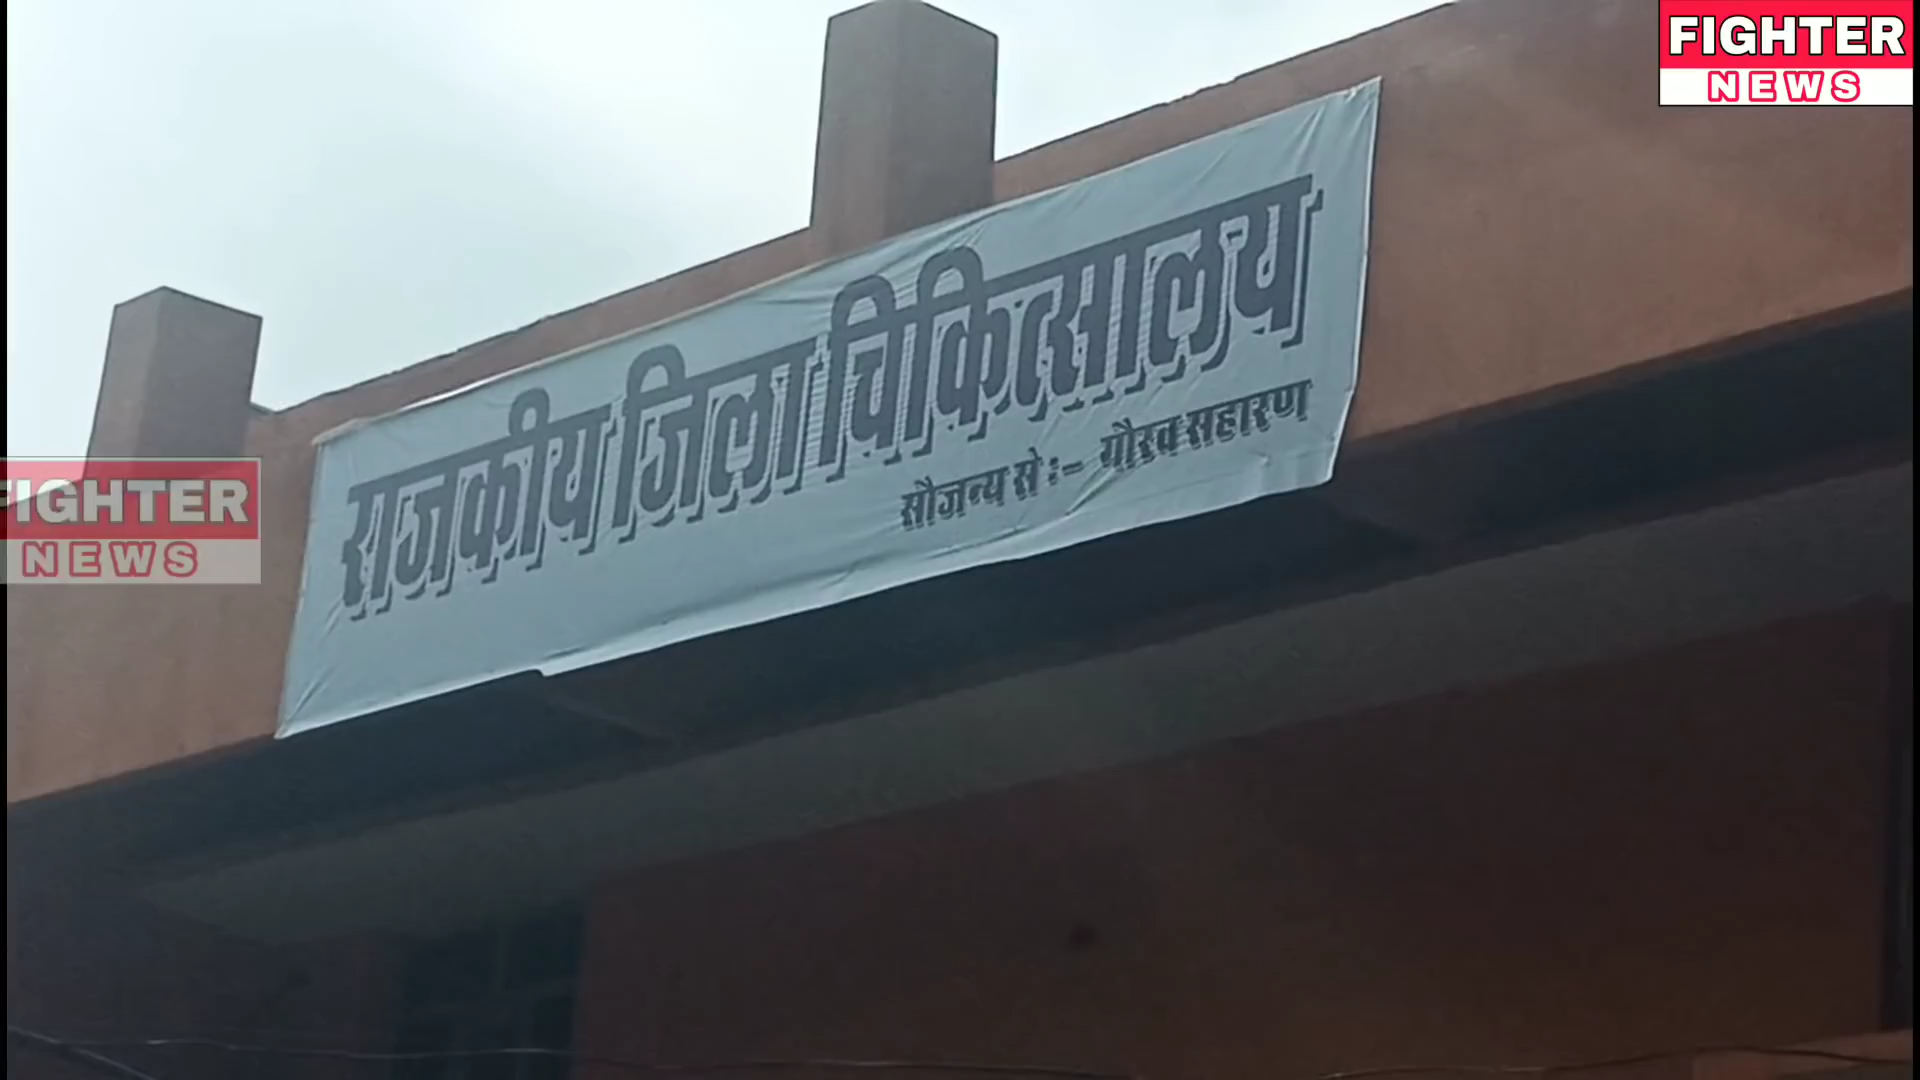 FIGHTER
NEWS
राजकीय जिला चिकित्सालय
सौजन्य से :- गौरव सहारण
FIGHTER
NEWS